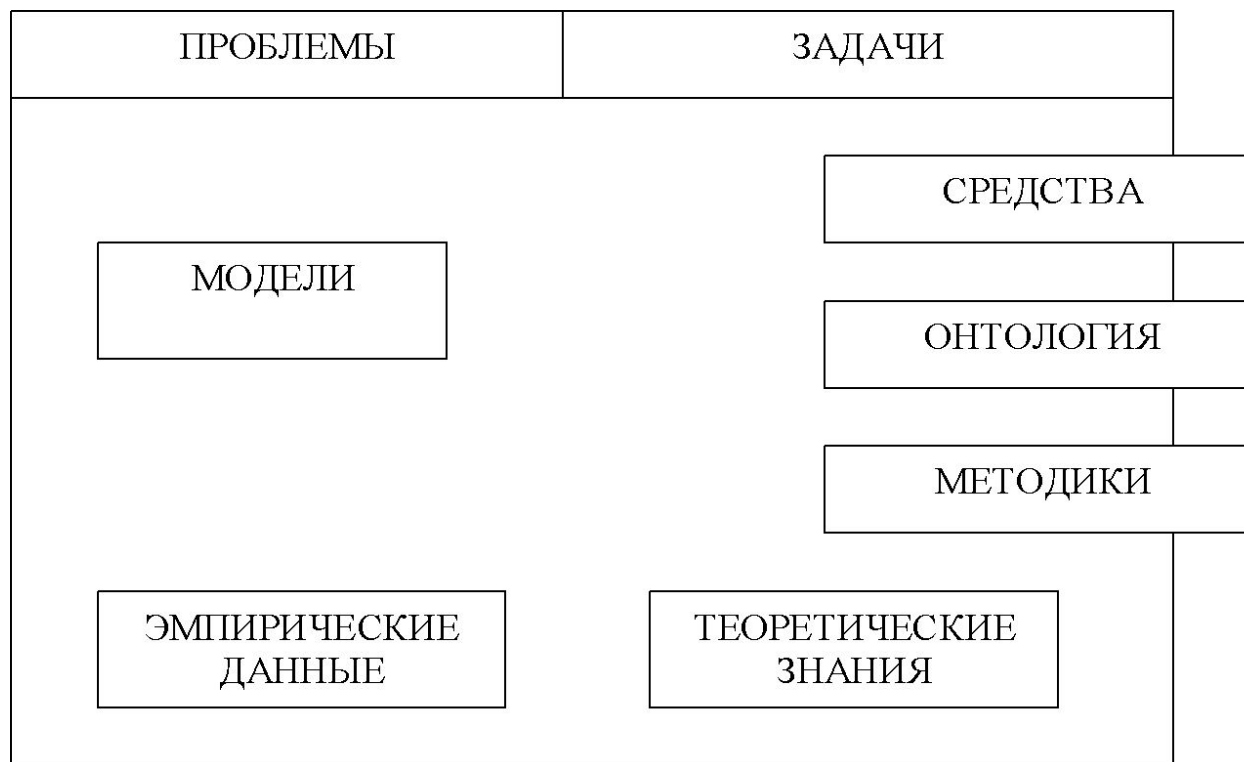 ПРОБЛЕМЫ
ЗАДАЧИ
СРЕДСТВА
МОДЕЛИ
ОНТОЛОГИЯ
МЕТОДИКИ
ЭМПИРИЧЕСКИЕ
ДАННЫЕ
ТЕОРЕТИЧЕСКИЕ
ЗНАНИЯ